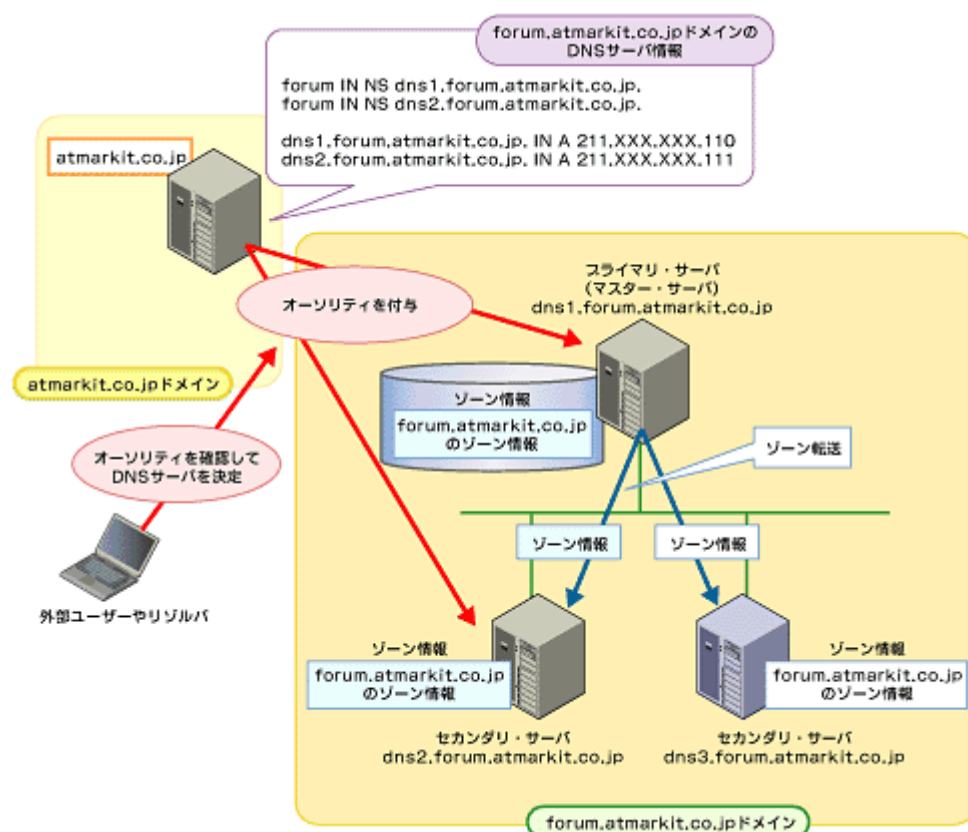 forum.atmarkit.co.jpドメインの
DNSサーバ情報
forum IN NS dns1.forum.atmarkit.co.jp.
forum IN NS dns2.forum.atmarkit.co.jp.
dns1.forum.atmarkit.co.jp. IN A 211.XXX.XXX.110
dns2.forum.atmarkit.co.jp. IN A 211.XXX.XXX.111
atmarkit.co.jp
オーソリティを付与
プライマリ・サーバ
(マスター・サーバ)
dns1.forum.atmarkit.co.jp
atmarkit.co.jpドメイン
ゾーン情報
forum.atmarkit.co.jp
のゾーン情報
ゾーン転送
オーソリティを確認して
DNSサーバを決定
ゾーン情報
ゾーン情報
外部ユーザーやリゾルバ
ゾーン情報
forum.atmarkit.co.jp
のゾーン情報
ゾーン情報
forum.atmarkit.co.jp
のゾーン情報
セカンダリ・サーバ
dns2.forum.atmarkit.co.jp
セカンダリ・サーバ
dns3.forum.atmarkit.co.jp
forum.atmarkit.co.jpドメイン